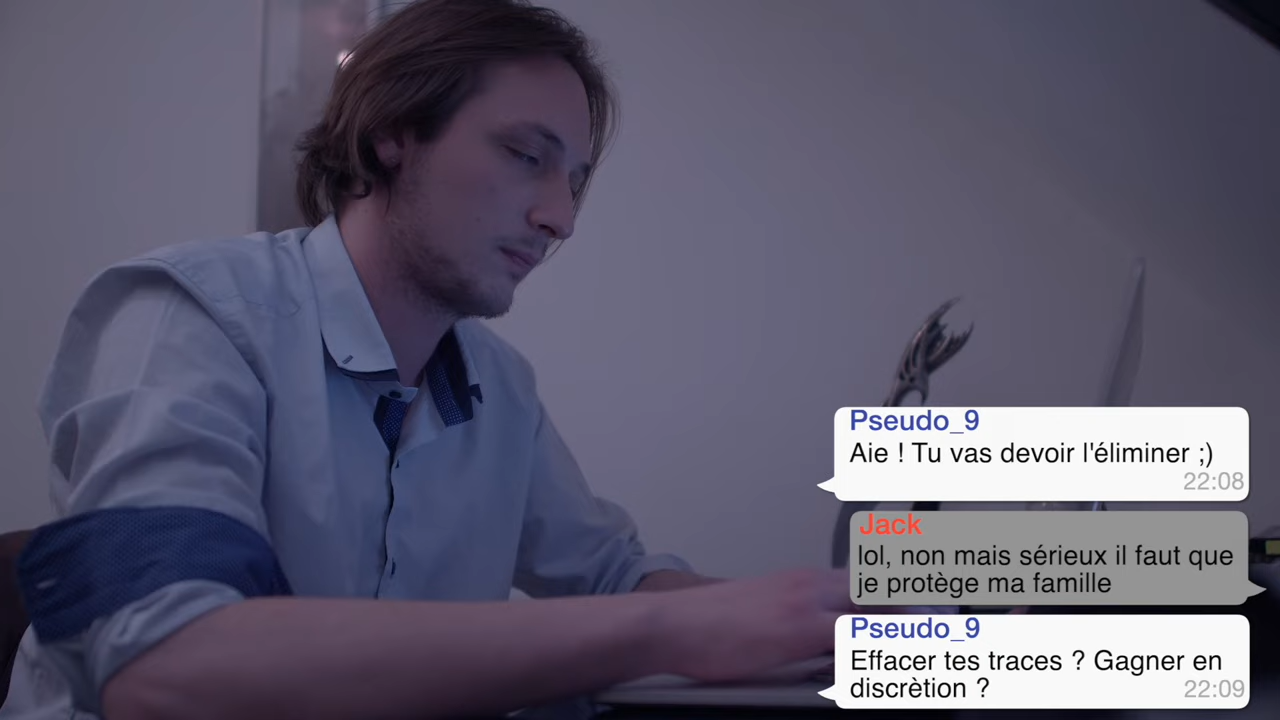 Pseudo_9
Aie ! Tu vas devoir l'éliminer ;)
22:08
Jack
lol, non mais sérieux il faut que
je protège ma famille
Pseudo_9
Effacer tes traces ? Gagner en
discrètion ?
22:09